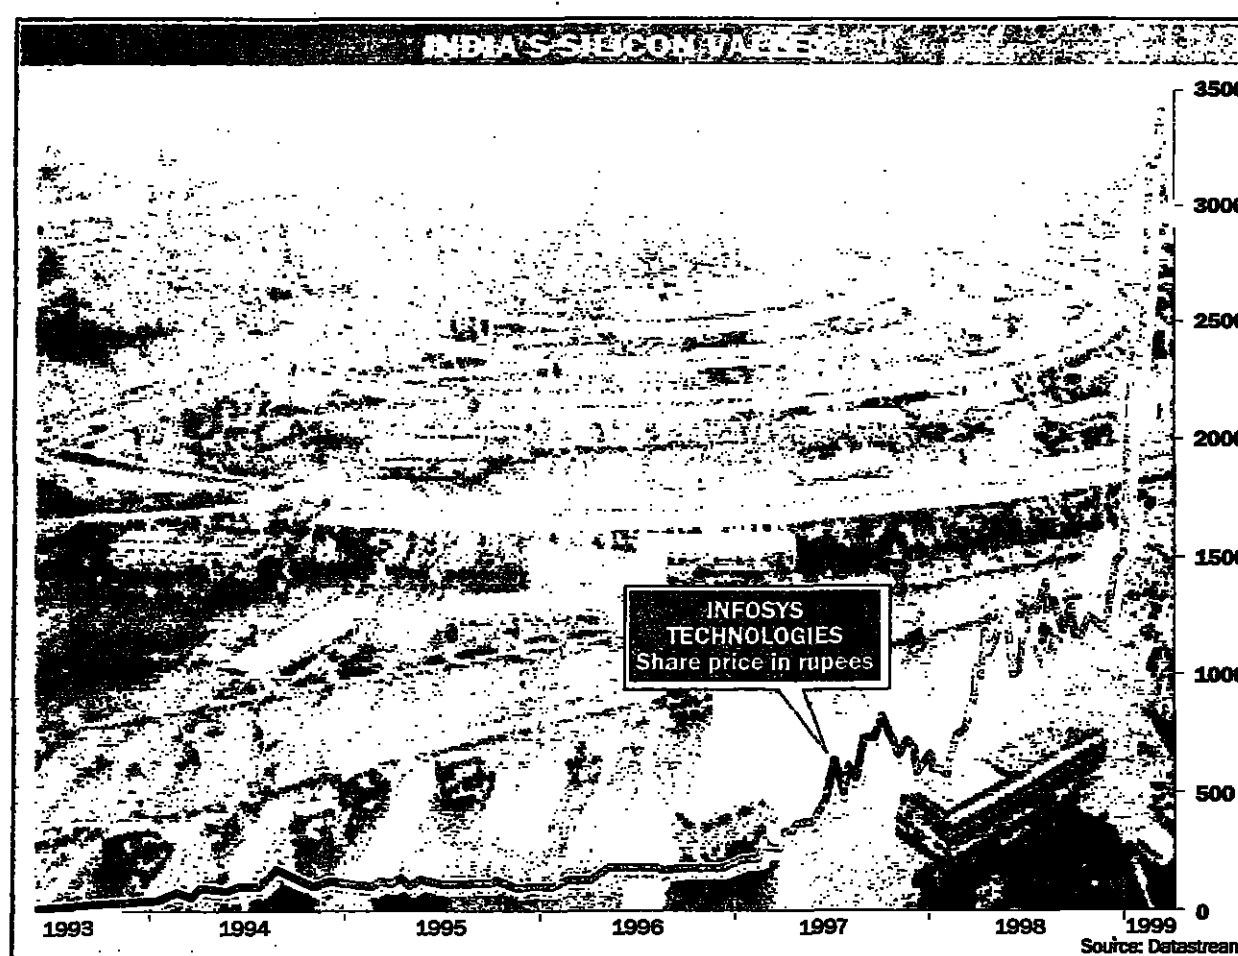 INDIA'S SILICON VALLEY
3500
3000
2500
2000
1500
1000
500
0
INFOSYS
TECHNOLOGIES
Share price in rupees
1993 1994 1995 1996 1997 1998 1999
Source: Datastream